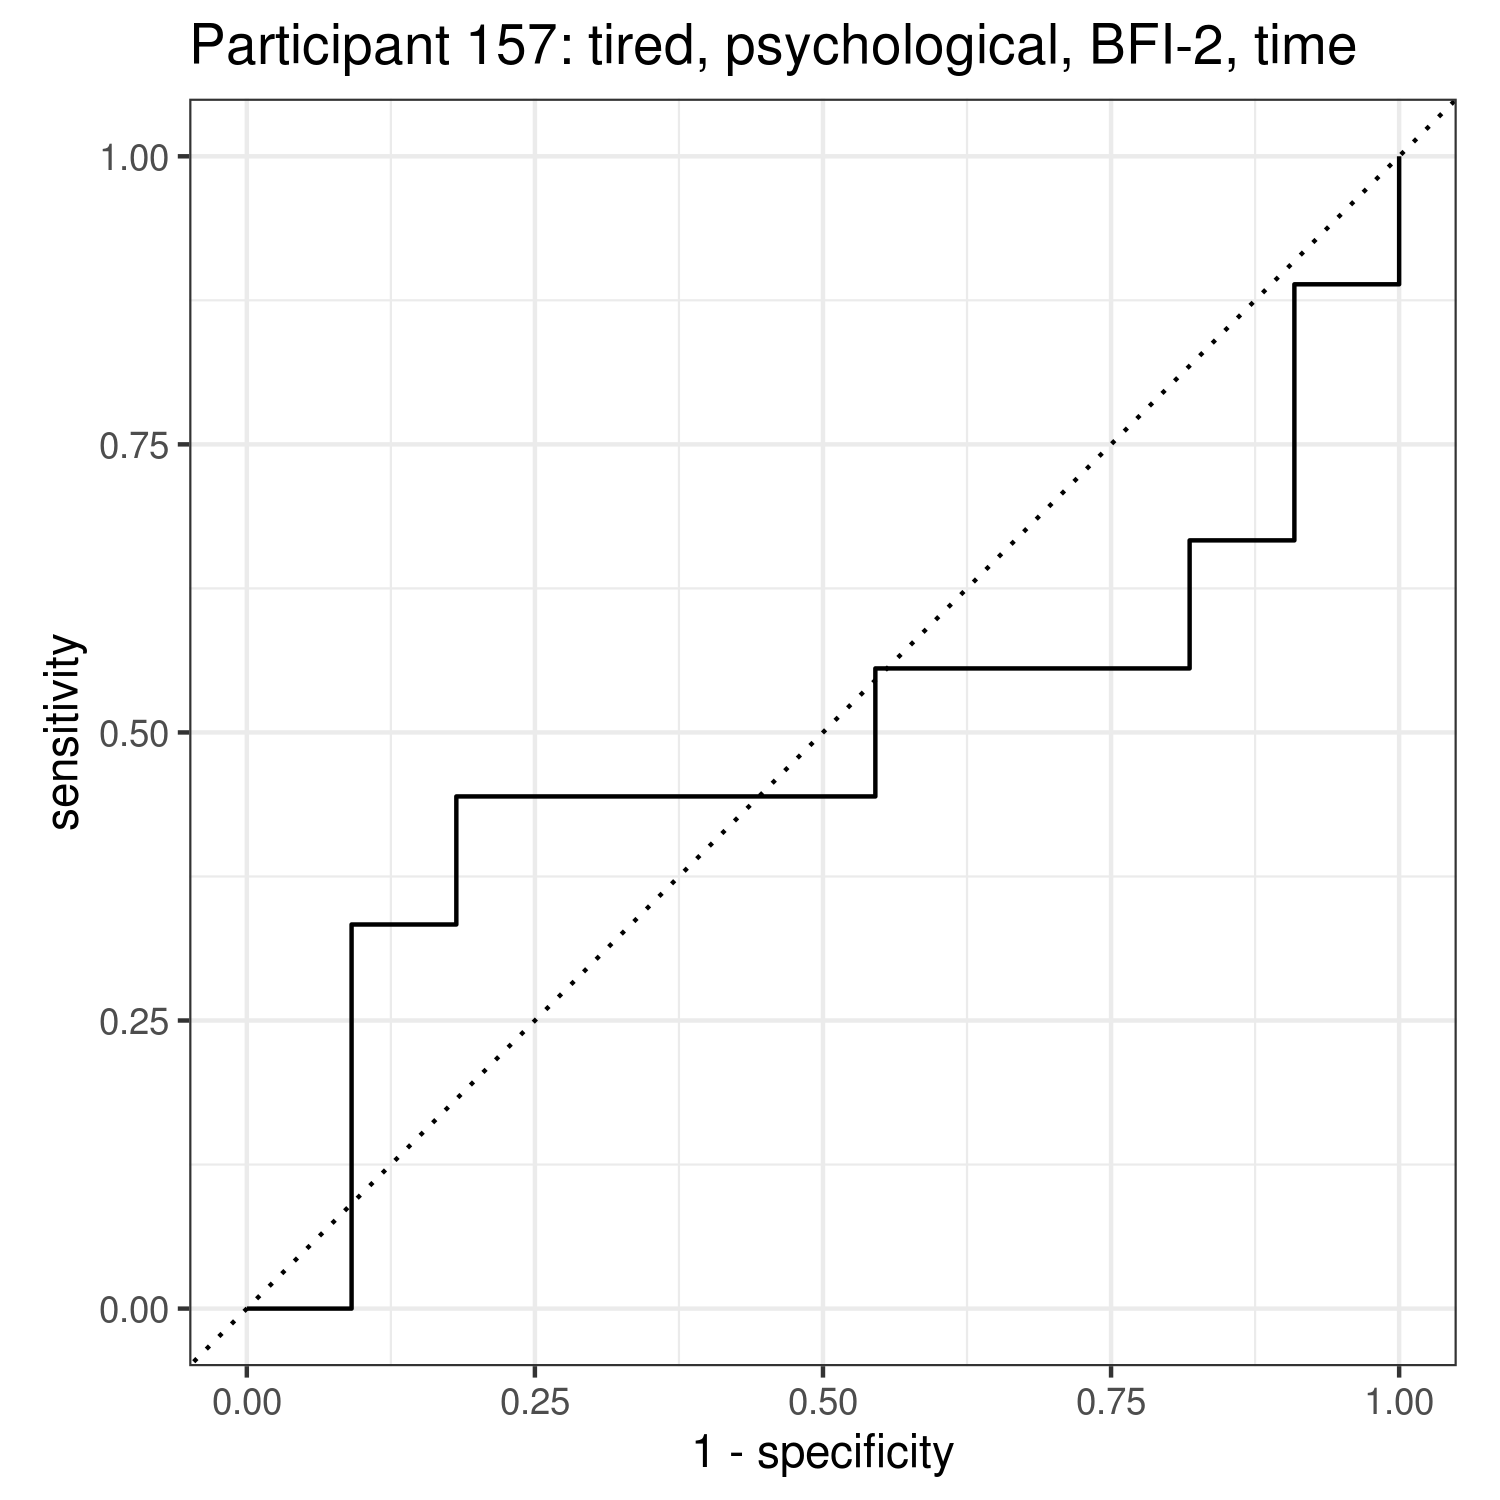 Participant 157: tired, psychological, BFI-2, time
1.00
0.75
0.50
0.25
0.00
sensitivity
0.00 0.25 0.50 0.75 1.00
1 - specificity